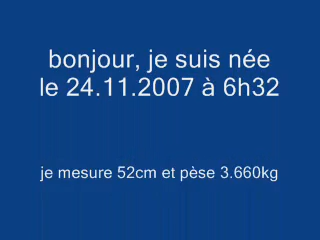 bonjour, je suis née
le 24.11.2007 à 6h32
je mesure 52cm et pèse 3.660kg